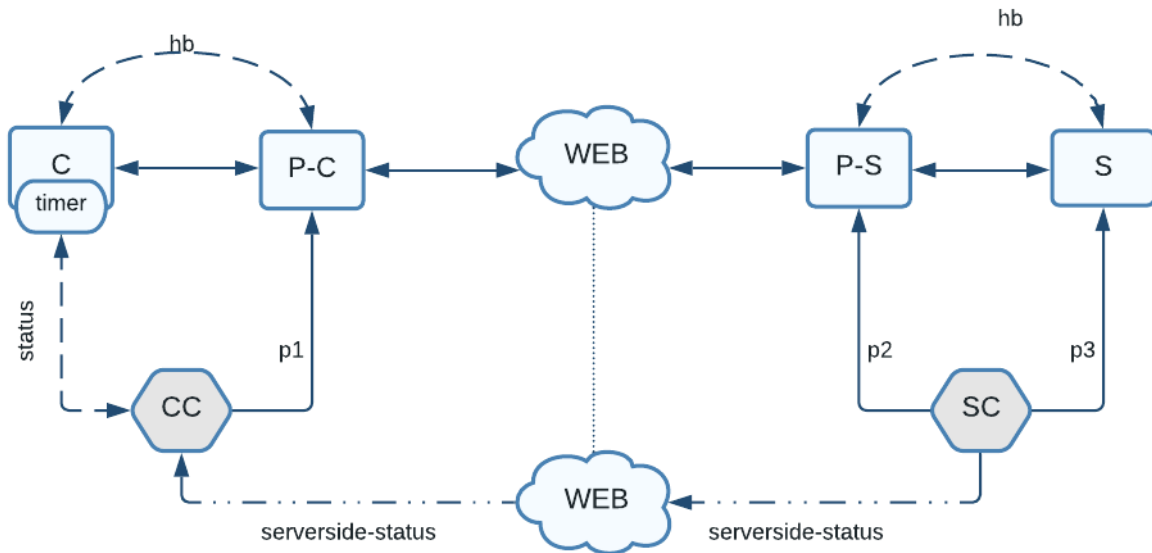 hb
hb
C
P-C
WEB
P-S
S
timer
status
p1
p2
p3
CC
SC
WEB
serverside-status
serverside-status